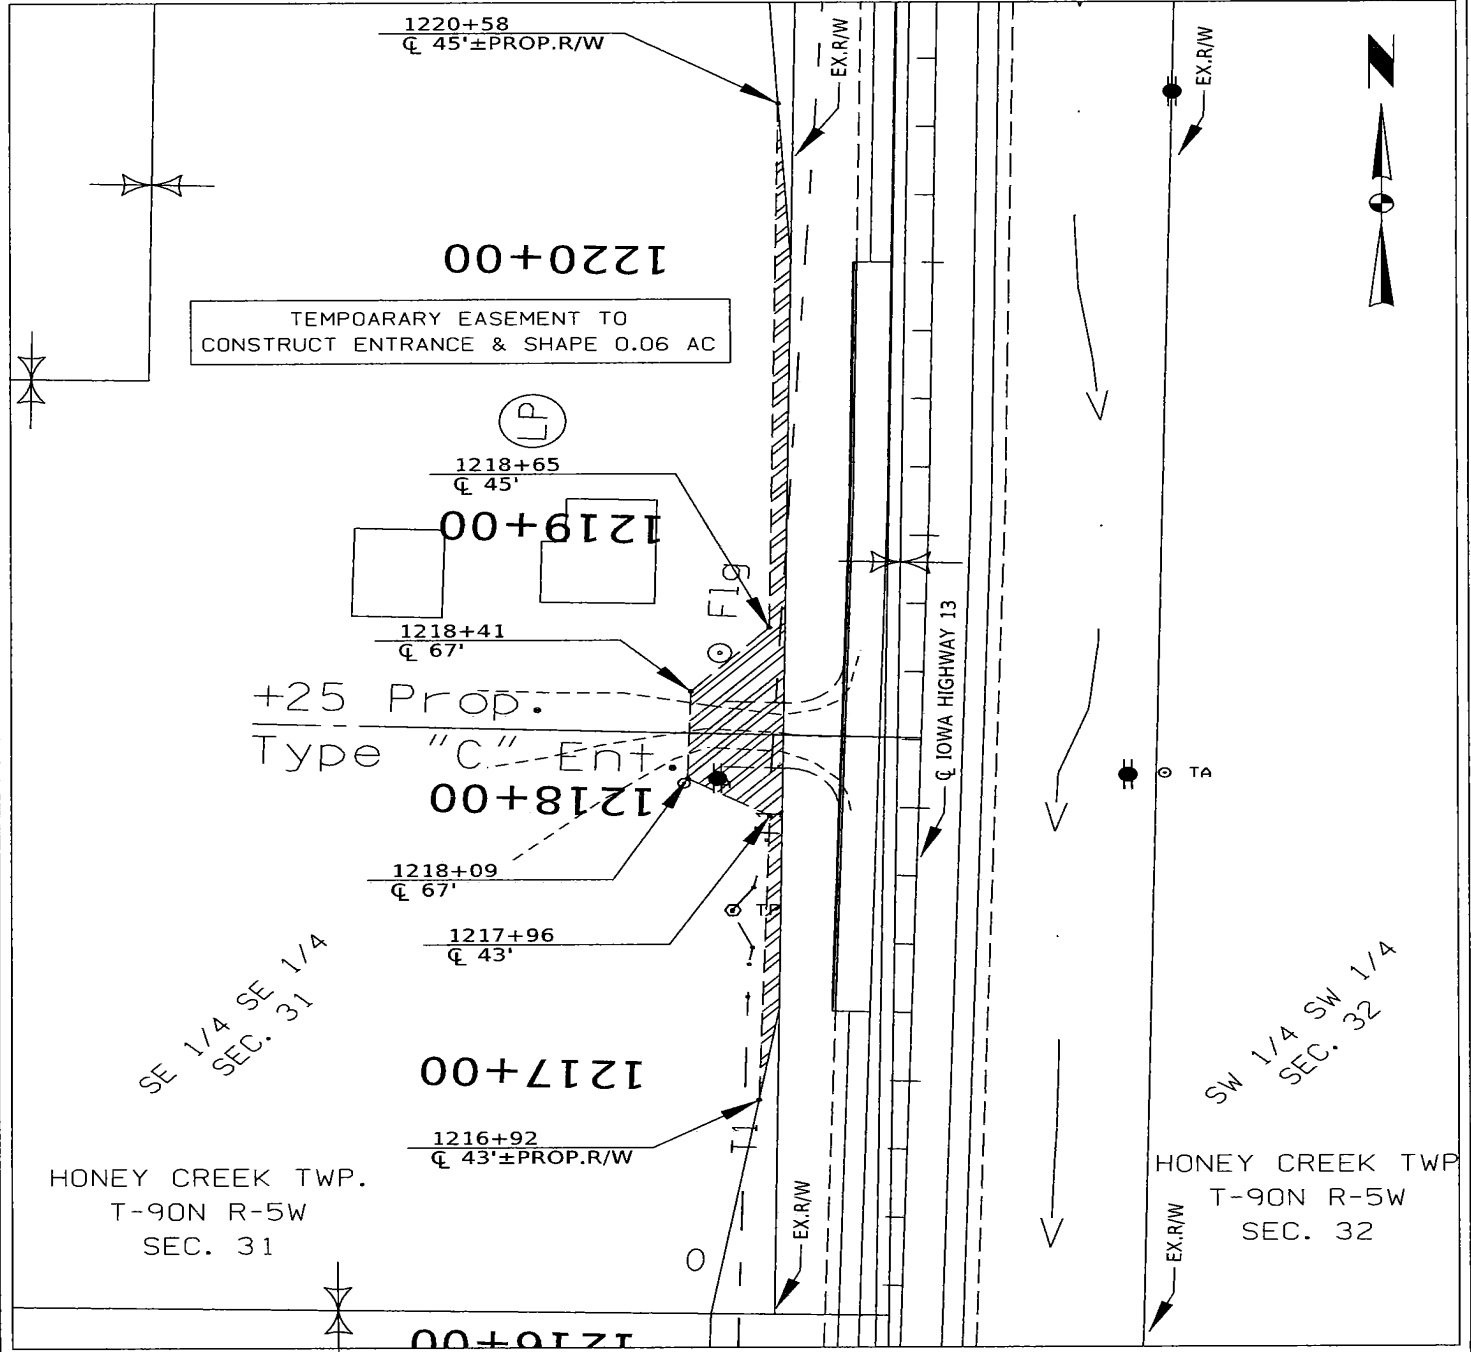 1220+58
℄ 45'±PROP.R/W
EX.R/W
EX.R/W
N
1220+00
TEMPOARARY EASEMENT TO
CONSTRUCT ENTRANCE & SHAPE 0.06 AC
LP
1218+65
℄ 45'
1219+00
Flg
1218+41
℄ 67'
℄ IOWA HIGHWAY 13
+25 Prop.
Type "C" Ent.
TA
1218+00
1218+09
℄ 67'
TP
1217+96
℄ 43'
SE 1/4 SE 1/4
SEC. 31
SW 1/4 SW 1/4
SEC. 32
1217+00
1216+92
℄ 43'±PROP.R/W
T1
HONEY CREEK TWP.
T-90N R-5W
SEC. 31
HONEY CREEK TWP
T-90N R-5W
SEC. 32
EX.R/W
EX.R/W
1216+00